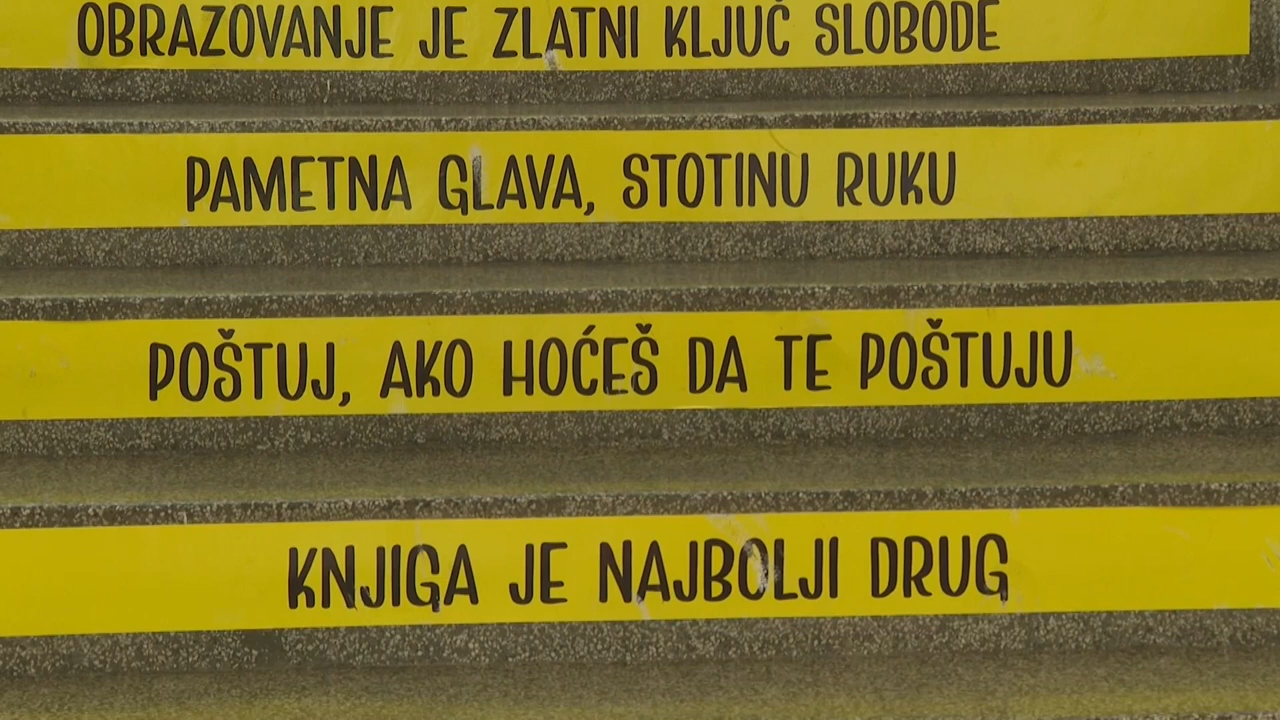 OBRAZOVANJE JE ZLATNI KLJUČ SLOBODE
PAMETNA GLAVA, STOTINU RUKU
POŠTUJ, AKO HOĆEŠ DA TE POŠTUJU
KNJIGA JE NAJBOLJI DRUG